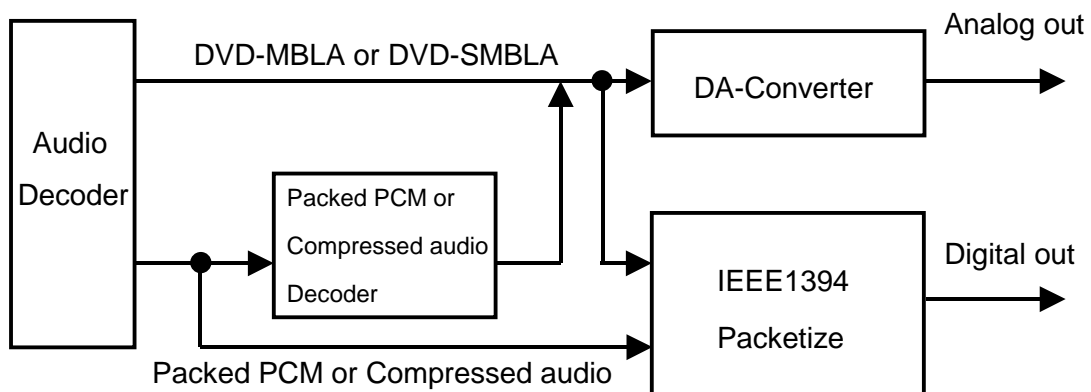 Analog out
DVD-MBLA or DVD-SMBLA
DA-Converter
Audio
Decoder
Packed PCM or
Compressed audio
Decoder
Digital out
IEEE1394
Packetize
Packed PCM or Compressed audio